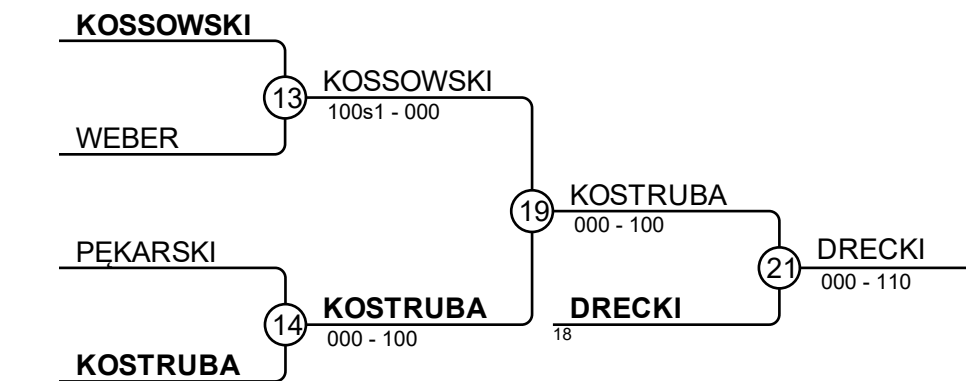 KOSSOWSKI
13
KOSSOWSKI
100s1 - 000
WEBER
19
KOSTRUBA
000 - 100
PĘKARSKI
21
DRECKI
000 - 110
14
KOSTRUBA
000 - 100
DRECKI
18
KOSTRUBA